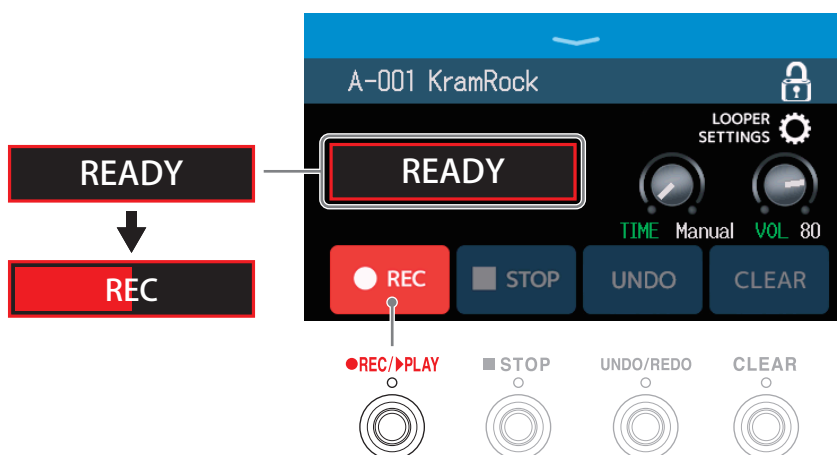 A-001 KramRock
LOOPER
SETTINGS
READY
READY
TIME Manual VOL 80
REC
REC
STOP
UNDO
CLEAR
●REC/▶PLAY
■STOP
UNDO/REDO
CLEAR